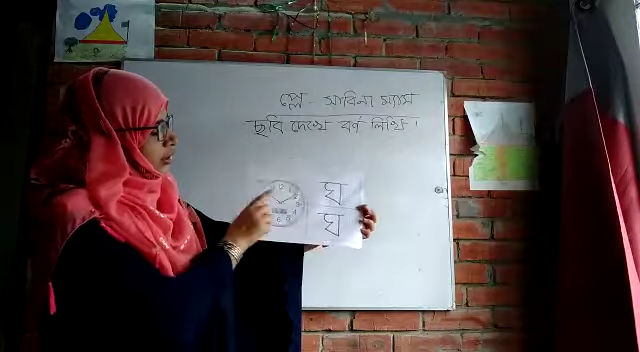 প্লে - সাবিনা ম্যাম
ছবি দেখে বর্ণ লিখি।
ঘ
ঘ